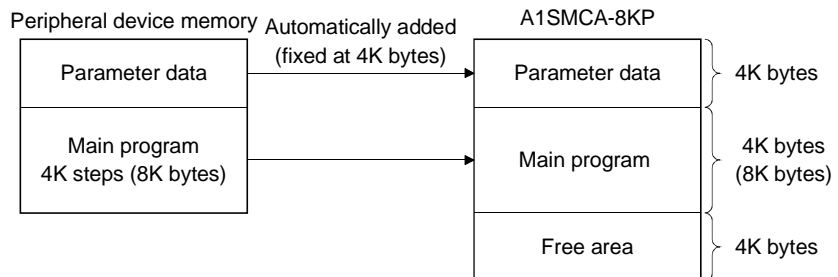 Peripheral device memory
Automatically added
(fixed at 4K bytes)
A1SMCA-8KP
Parameter data
Parameter data
4K bytes
Main program
4K steps (8K bytes)
Main program
4K bytes
(8K bytes)
Free area
4K bytes